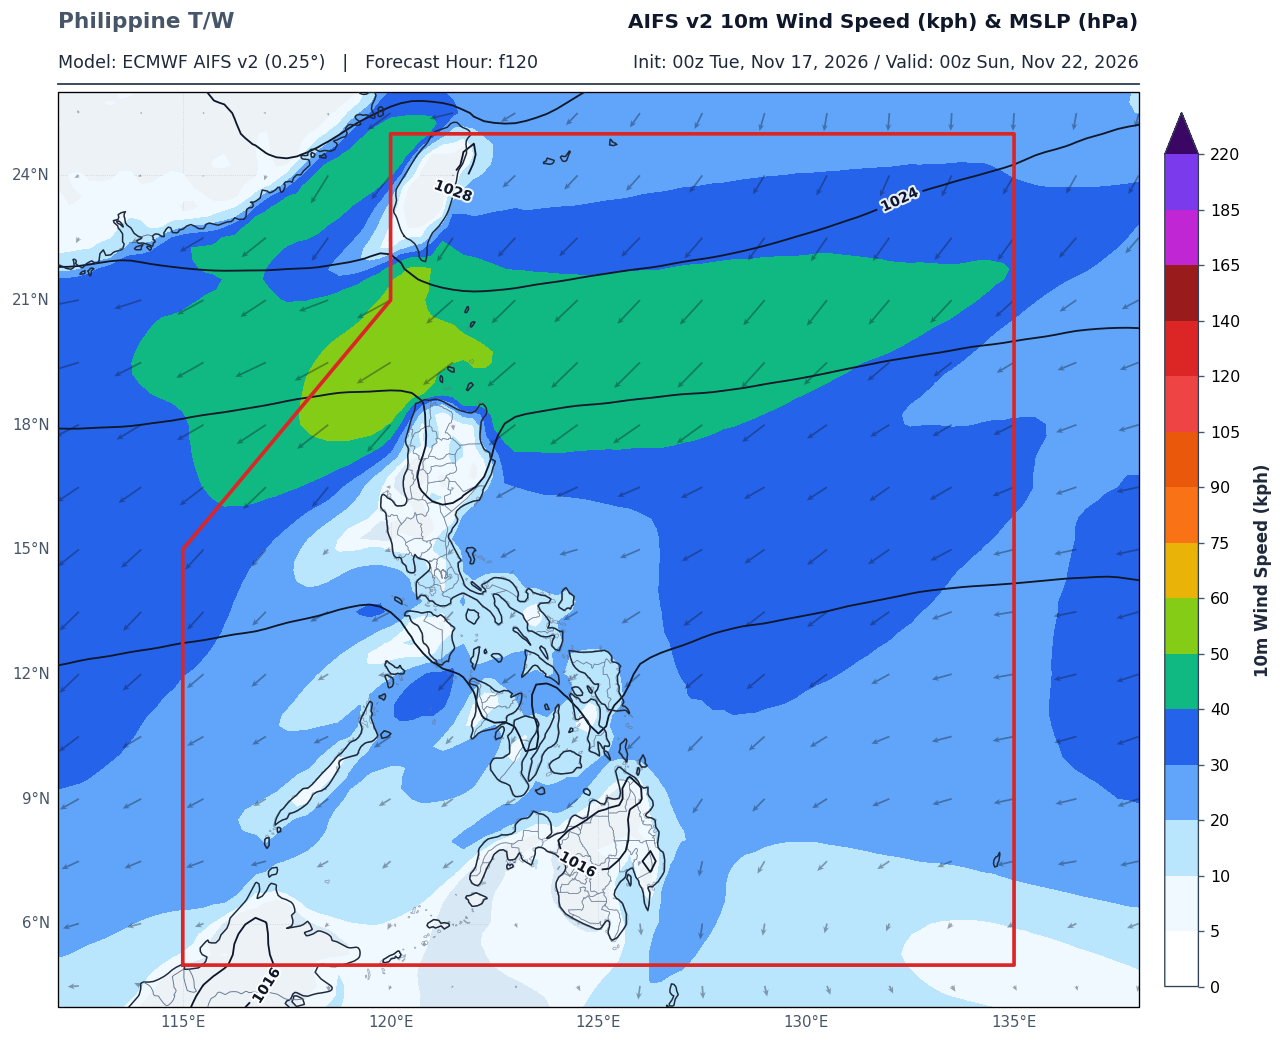 Philippine T/W
AIFS v2 10m Wind Speed (kph) & MSLP (hPa)
Model: ECMWF AIFS v2 (0.25°) | Forecast Hour: f120
Init: 00z Tue, Nov 17, 2026 / Valid: 00z Sun, Nov 22, 2026
24°N
21°N
18°N
15°N
12°N
9°N
6°N
115°E
120°E
125°E
130°E
135°E
1028
1024
1016
1016
220
185
165
140
120
105
90
75
60
50
40
30
20
10
5
0
10m Wind Speed (kph)